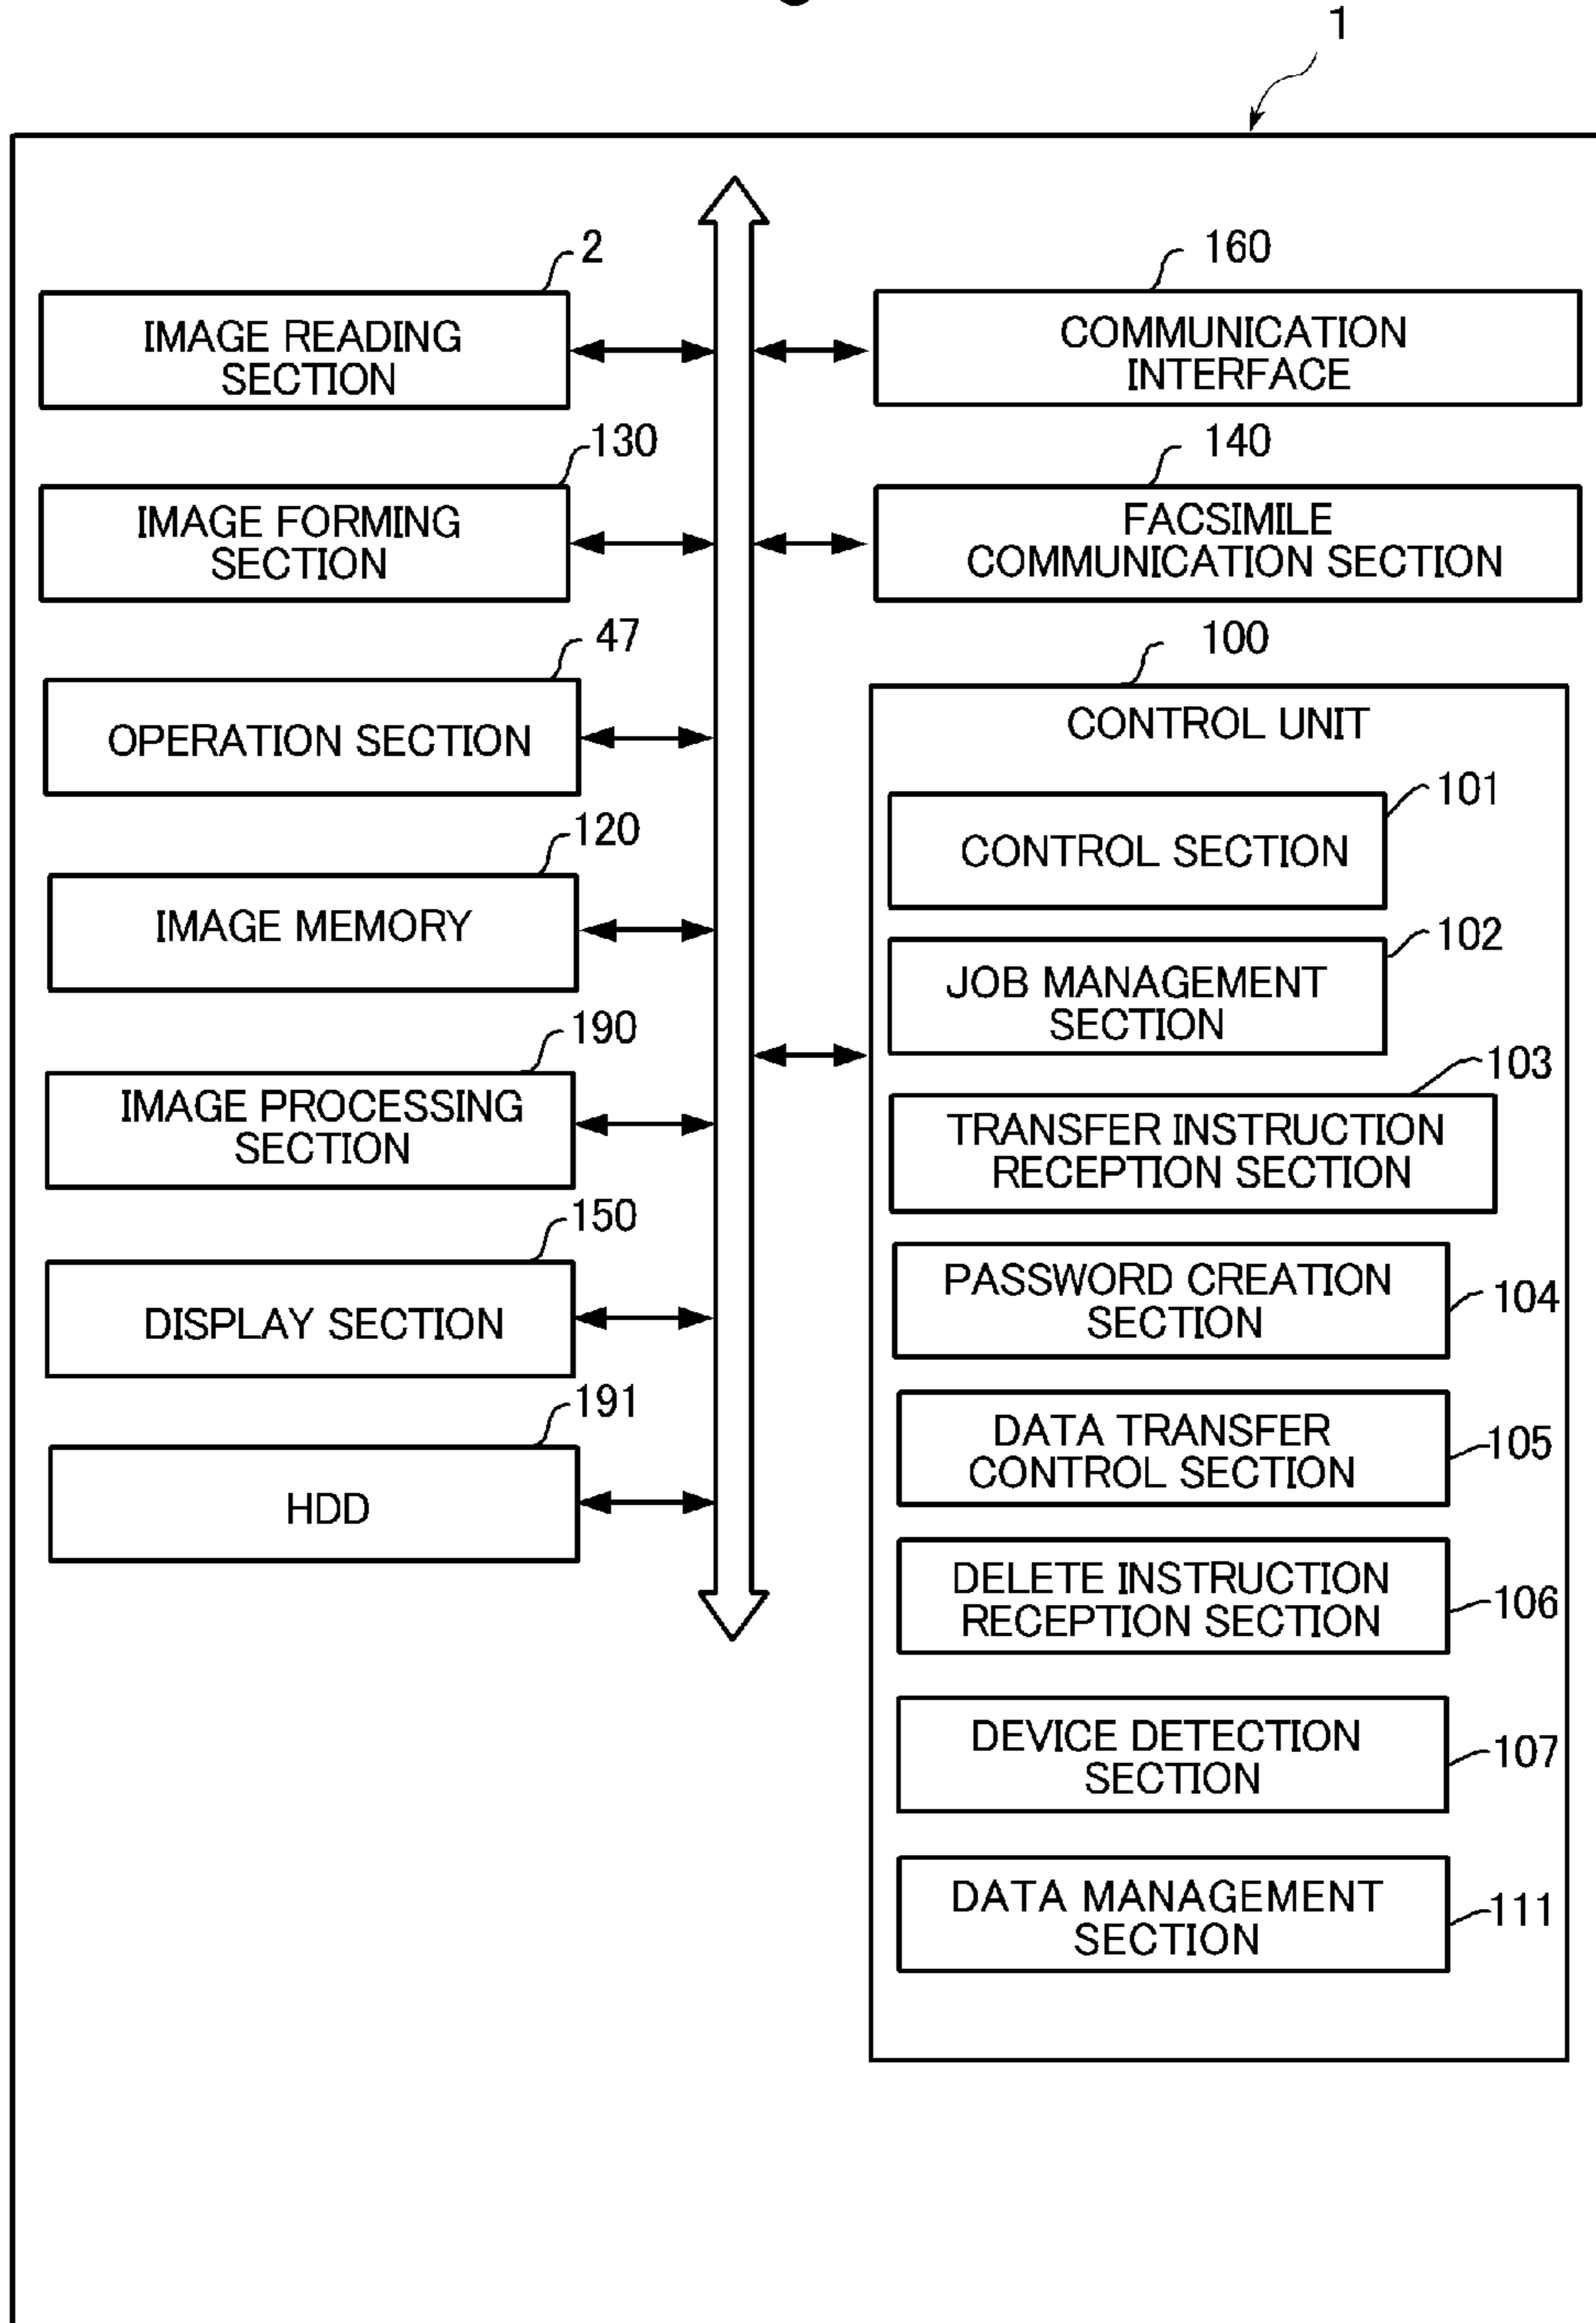 1
2
IMAGE READING
SECTION
130
IMAGE FORMING
SECTION
47
OPERATION SECTION
120
IMAGE MEMORY
190
IMAGE PROCESSING
SECTION
150
DISPLAY SECTION
191
HDD
160
COMMUNICATION
INTERFACE
140
FACSIMILE
COMMUNICATION SECTION
100
CONTROL UNIT
101
CONTROL SECTION
102
JOB MANAGEMENT
SECTION
103
TRANSFER INSTRUCTION
RECEPTION SECTION
PASSWORD CREATION
SECTION
104
DATA TRANSFER
CONTROL SECTION
105
DELETE INSTRUCTION
RECEPTION SECTION
106
DEVICE DETECTION
SECTION
107
DATA MANAGEMENT
SECTION
111